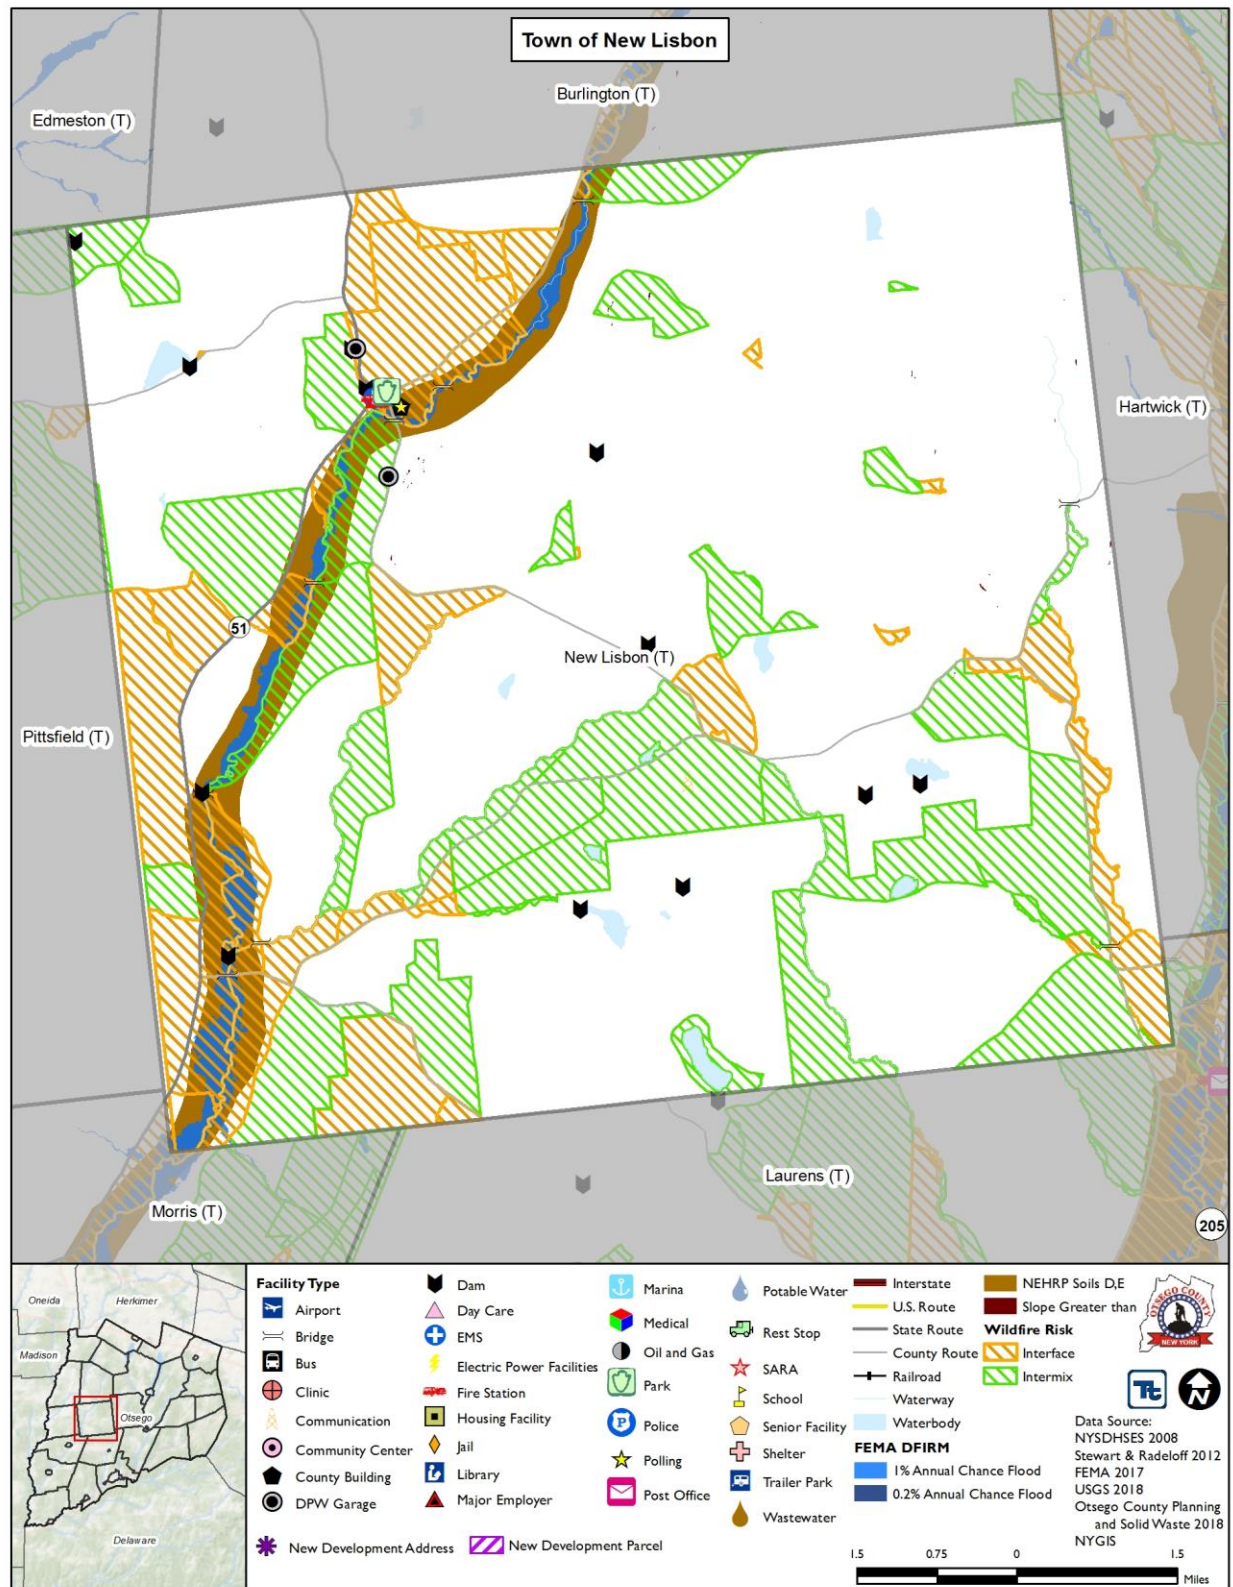 Town of New Lisbon
Burlington (T)
Edmeston (T)
Hartwick (T)
51
New Lisbon (T)
Pittsfield (T)
Laurens (T)
Morris (T)
205
Oneida
Herkimer
Madison
Otsego
Delaware
Facility Type
Airport
Bridge
Bus
Clinic
Communication
Community Center
County Building
DPW Garage
New Development Address
Dam
Day Care
EMS
Electric Power Facilities
Fire Station
Housing Facility
Jail
Library
Major Employer
New Development Parcel
Marina
Medical
Oil and Gas
Park
P
Police
Polling
Post Office
Potable Water
Rest Stop
SARA
School
Senior Facility
Shelter
Trailer Park
Wastewater
Interstate
U.S. Route
State Route
County Route
Railroad
Waterway
Waterbody
FEMA DFIRM
1% Annual Chance Flood
0.2% Annual Chance Flood
NEHRP Soils D,E
Slope Greater than
Wildfire Risk
Interface
Intermix
OTSEGO COUNTY
NEW YORK
Tt
N
Data Source:
NYSDHSES 2008
Stewart & Radeloff 2012
FEMA 2017
USGS 2018
Otsego County Planning
and Solid Waste 2018
NYGIS
1.5 0.75 0 1.5
Miles